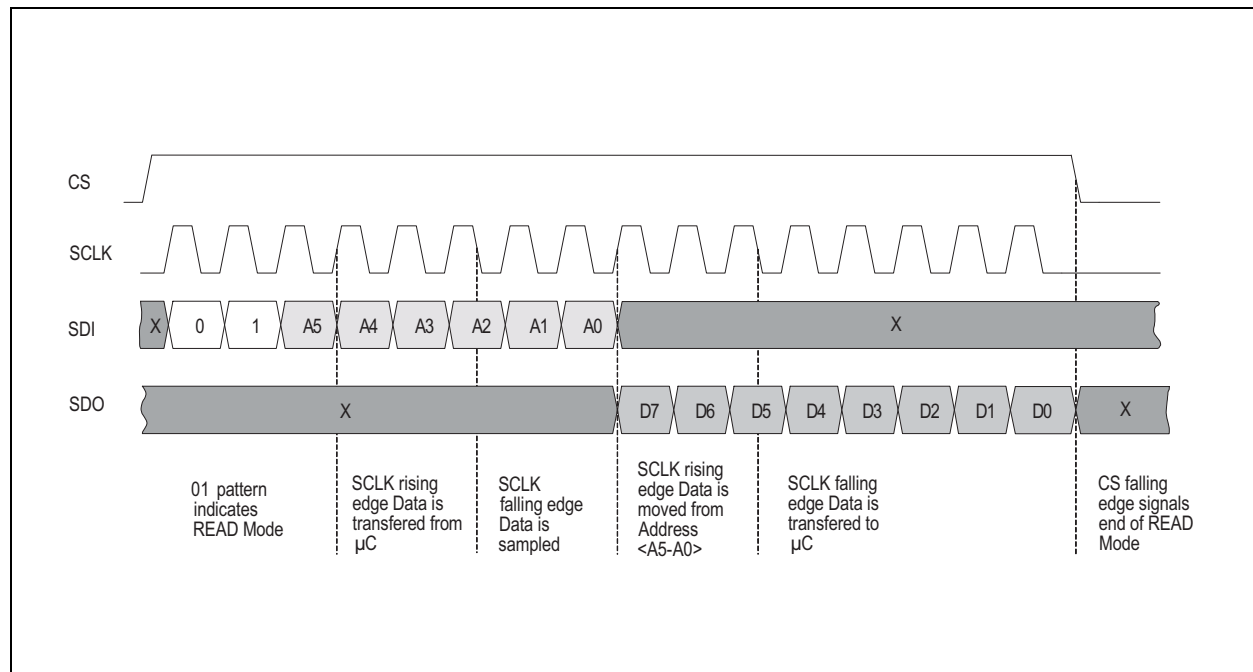 CS
SCLK
SDI
X 0 1 A5 A4 A3 A2 A1 A0 X
SDO
X D7 D6 D5 D4 D3 D2 D1 D0 X
01 pattern
indicates
READ Mode
SCLK rising
edge Data is
transfered from
µC
SCLK
falling edge
Data is
sampled
SCLK rising
edge Data is
moved from
Address
<A5-A0>
SCLK falling
edge Data is
transfered to
µC
CS falling
edge signals
end of READ
Mode